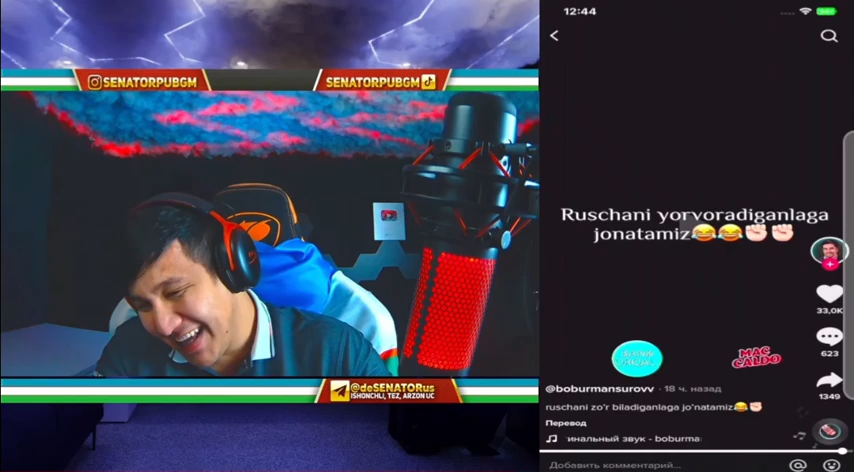 SENATORPUBGM
SENATORPUBGM
@deSENATORus
ISHONCHLI, TEZ, ARZON UC
12:44
Ruschani yorvoradiganlaga
jonatamiz😂😂✊🏻✊🏻
33,0K
623
MAC
CALDO
1349
@boburmansurovv · 18 ч. назад
ruschani zo'r biladiganlaga jo'natamiz😂✊🏻
Перевод
инальный звук - boburma
Добавить комментарий...